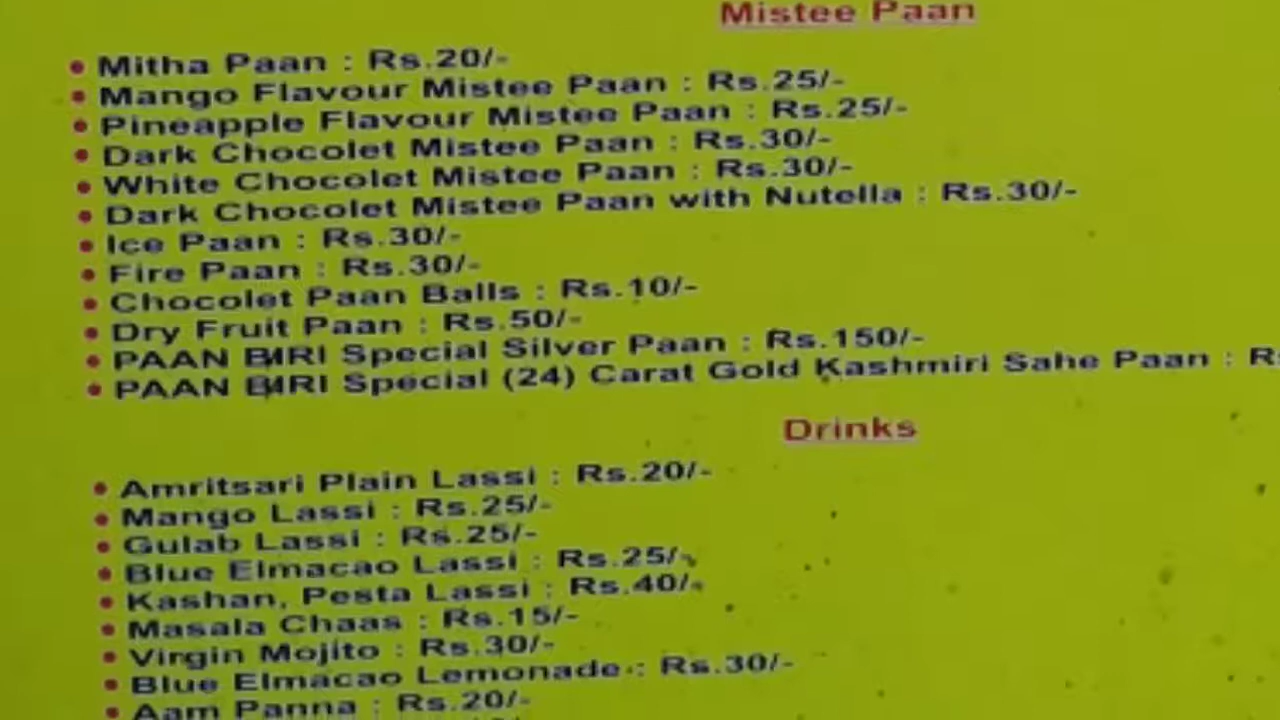 Mistee Paan
• Mitha Paan : Rs.20/-
• Mango Flavour Mistee Paan : Rs.25/-
• Pineapple Flavour Mistee Paan : Rs.25/-
• Dark Chocolet Mistee Paan : Rs.30/-
• White Chocolet Mistee Paan : Rs.30/-
• Dark Chocolet Mistee Paan with Nutella : Rs.30/-
• Ice Paan : Rs.30/-
• Fire Paan : Rs.30/-
• Chocolet Paan Balls : Rs.10/-
• Dry Fruit Paan : Rs.50/-
• PAAN BIRI Special Silver Paan : Rs.150/-
• PAAN BIRI Special (24) Carat Gold Kashmiri Sahe Paan : Rs
Drinks
• Amritsari Plain Lassi : Rs.20/-
• Mango Lassi : Rs.25/-
• Gulab Lassi : Rs.25/-
• Blue Elmacao Lassi : Rs.25/-
• Kashan, Pesta Lassi : Rs.40/-
• Masala Chaas : Rs.15/-
• Virgin Mojito : Rs.30/-
• Blue Elmacao Lemonade : Rs.30/-
• Aam Panna : Rs.20/-